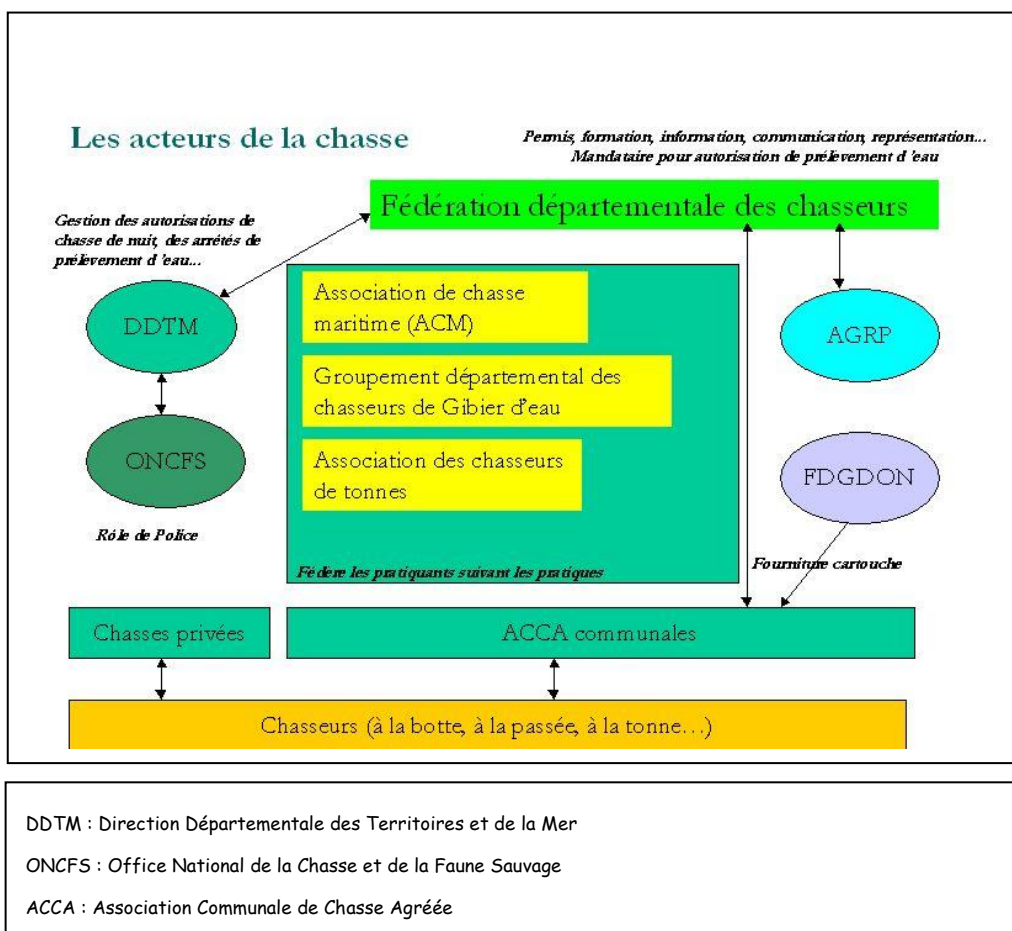 Les acteurs de la chasse
Permis, formation, information, communication, représentation...
Mandataire pour autorisation de prélevement d 'eau
Fédération départementale des chasseurs
Gestion des autorisations de
chasse de nuit, des arrétés de
prélevement d 'eau...
DDTM
Association de chasse
maritime (ACM)
AGRP
Groupement départemental des
chasseurs de Gibier d'eau
ONCFS
Association des chasseurs
de tonnes
FDGDON
Rôle de Police
Fédère les pratiquants suivant les pratiques
Fourniture cartouche
Chasses privées
ACCA communales
Chasseurs (à la botte, à la passée, à la tonne…)
DDTM : Direction Départementale des Territoires et de la Mer
ONCFS : Office National de la Chasse et de la Faune Sauvage
ACCA : Association Communale de Chasse Agréée